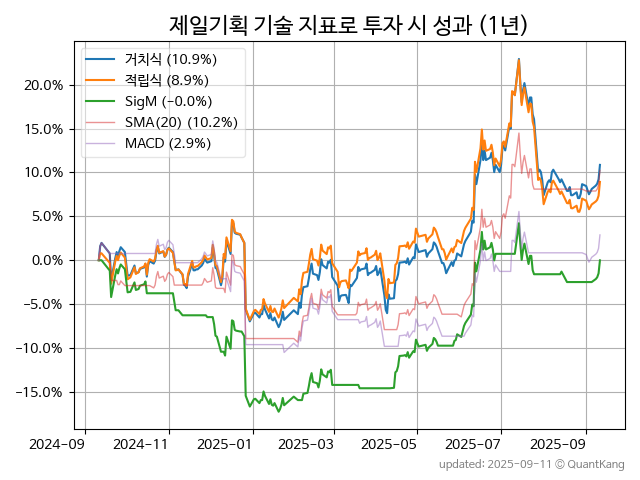 제일기획 기술 지표로 투자 시 성과 (1년)
거치식 (10.9%)
적립식 (8.9%)
SigM (-0.0%)
SMA(20) (10.2%)
MACD (2.9%)
20.0%
15.0%
10.0%
5.0%
0.0%
-5.0%
-10.0%
-15.0%
2024-09 2024-11 2025-01 2025-03 2025-05 2025-07 2025-09
updated: 2025-09-11 © QuantKang